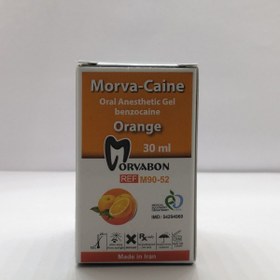 Morva-Caine
Oral Anesthetic Gel
benzocaine
Orange
30 ml
MORVABON
REF M90-52
Made in Iran